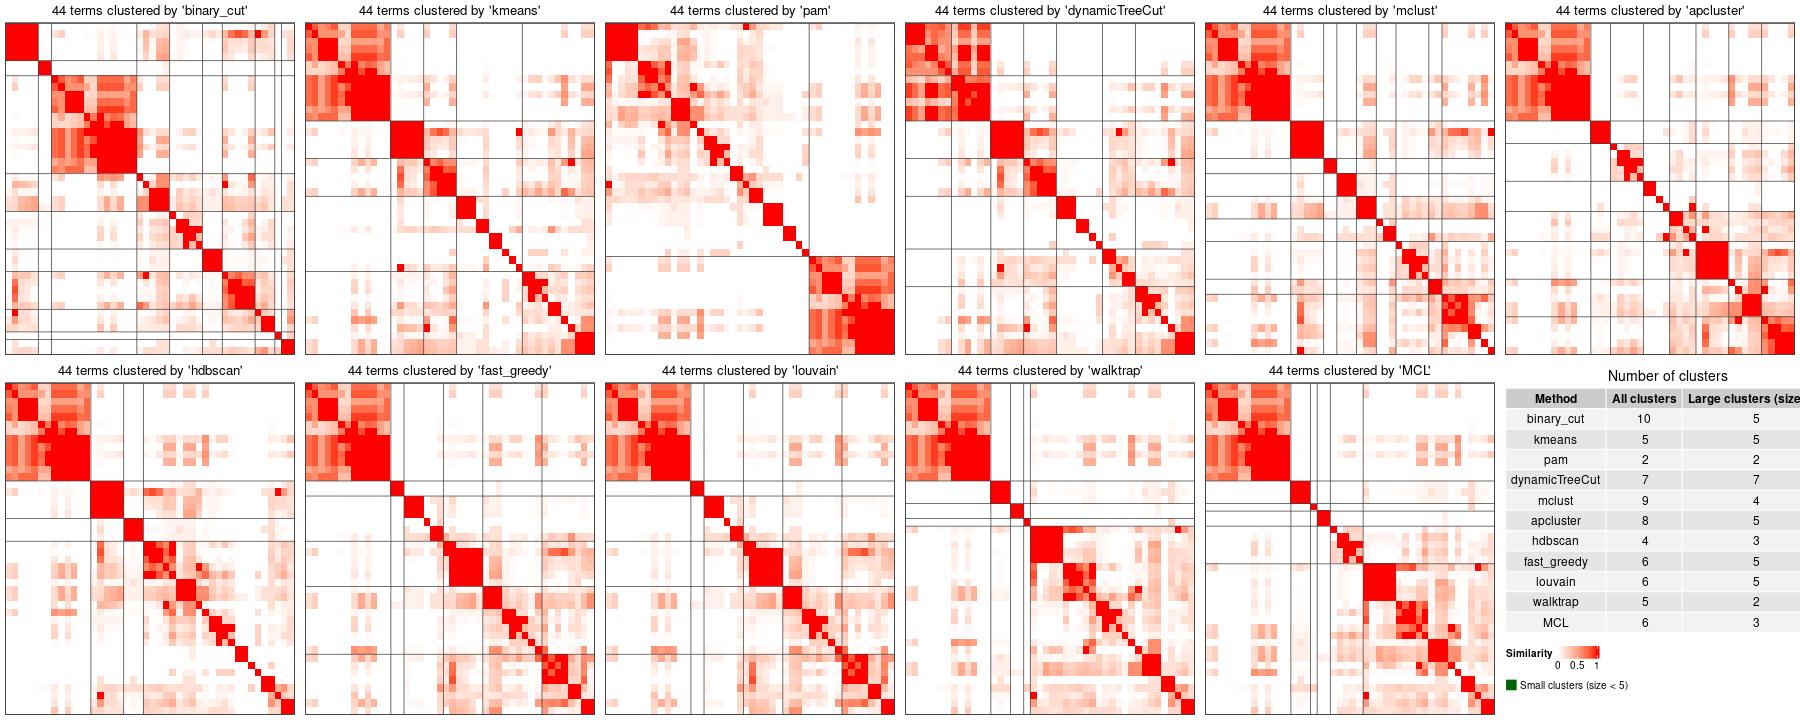 44 terms clustered by 'binary_cut'
44 terms clustered by 'kmeans'
44 terms clustered by 'pam'
44 terms clustered by 'dynamicTreeCut'
44 terms clustered by 'mclust'
44 terms clustered by 'apcluster'
44 terms clustered by 'hdbscan'
44 terms clustered by 'fast_greedy'
44 terms clustered by 'louvain'
44 terms clustered by 'walktrap'
44 terms clustered by 'MCL'
Number of clusters
Method All clusters Large clusters (size
binary_cut 10 5
kmeans 5 5
pam 2 2
dynamicTreeCut 7 7
mclust 9 4
apcluster 8 5
hdbscan 4 3
fast_greedy 6 5
louvain 6 5
walktrap 5 2
MCL 6 3
Similarity
0 0.5 1
Small clusters (size < 5)